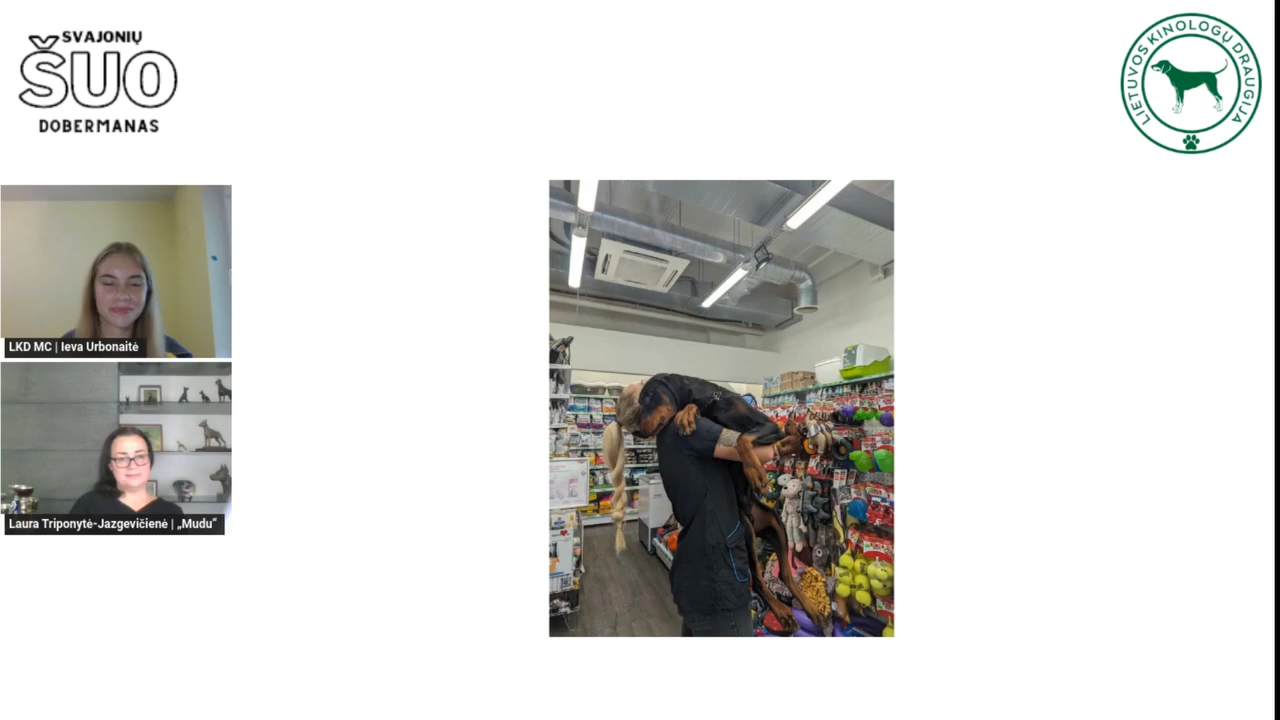 SVAJONIŲ
ŠUO
DOBERMANAS
LIETUVOS KINOLOGŲ DRAUGIJA
LKD MC | Ieva Urbonaitė
Laura Triponytė-Jazgevičienė | „Mudu“